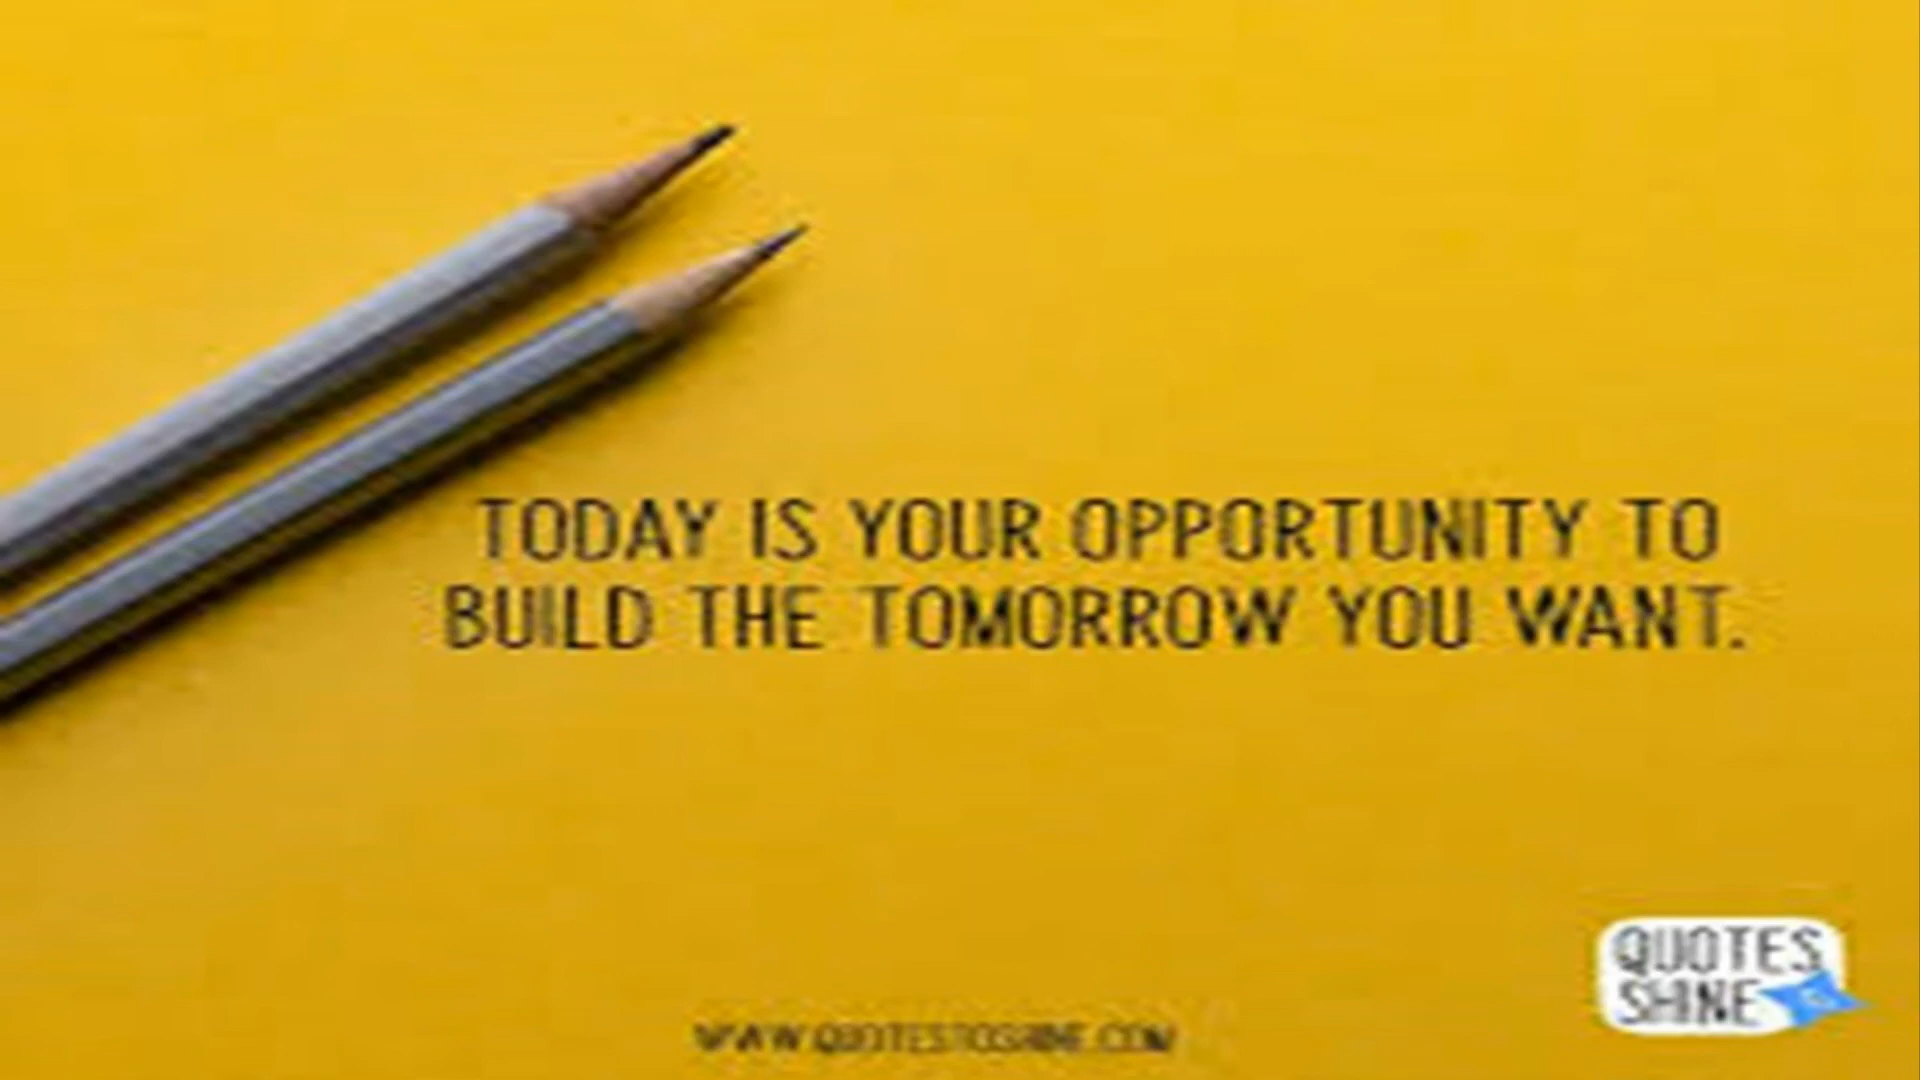 TODAY IS YOUR OPPORTUNITY TO
BUILD THE TOMORROW YOU WANT.
QUOTES
SHINE
WWW.QUOTESTOSHINE.COM